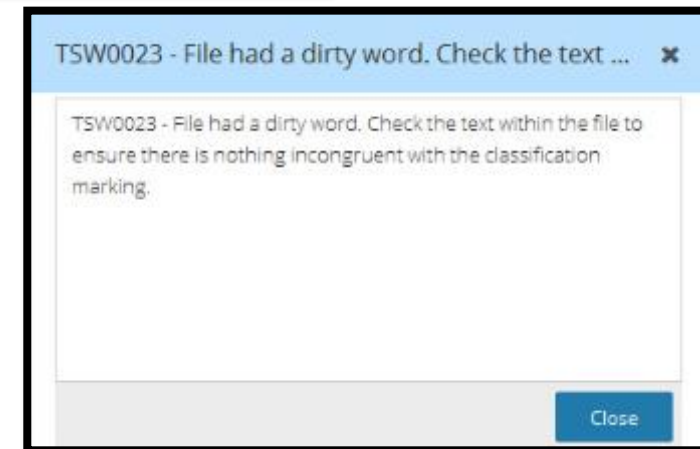 TSW0023 - File had a dirty word. Check the text ... ✖
TSW0023 - File had a dirty word. Check the text within the file to
ensure there is nothing incongruent with the classification
marking.
Close